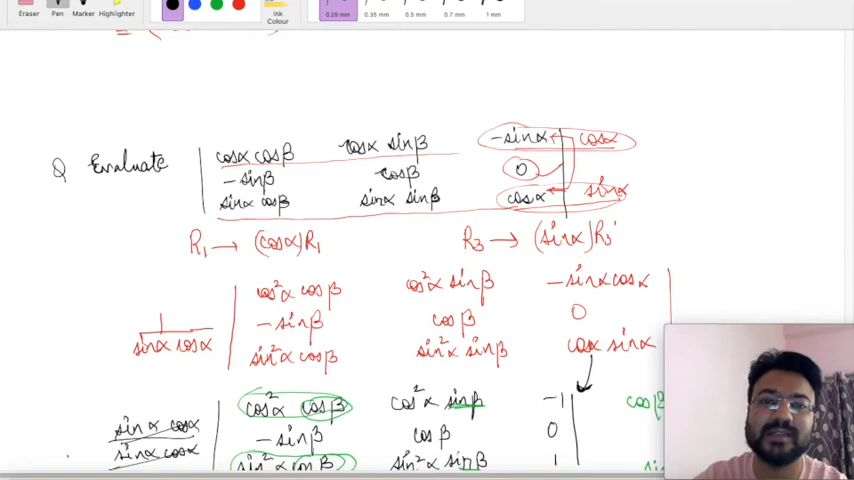 Eraser Pen Marker Highlighter Ink Colour 0.25 mm 0.35 mm 0.5 mm 0.7 mm 1 mm
Q Evaluate
cosα cosβ cosα sinβ -sinα cosα
-sinβ cosβ 0
sinα cosβ sinα sinβ cosα sinα
R₁ → (cosα)R₁ R₃ → (sinα)R₃
cos²α cosβ cos²α sinβ -sinα cosα
1/(sinα cosα) -sinβ cosβ 0
sin²α cosβ sin²α sinβ cosα sinα
cos²α cosβ cos²α sinβ -1 cosβ
sinα cosα/(sinα cosα) -sinβ cosβ 0
sin²α cosβ sin²α sinβ 1